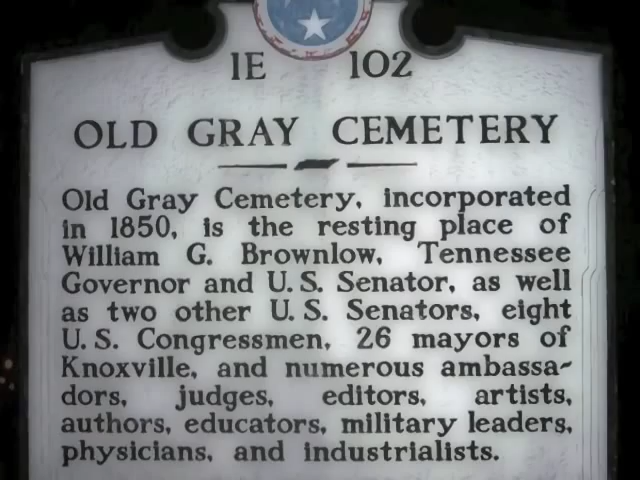 1E 102
OLD GRAY CEMETERY
Old Gray Cemetery, incorporated
in 1850, is the resting place of
William G. Brownlow, Tennessee
Governor and U.S. Senator, as well
as two other U.S. Senators, eight
U.S. Congressmen, 26 mayors of
Knoxville, and numerous ambassa-
dors, judges, editors, artists,
authors, educators, military leaders,
physicians, and industrialists.